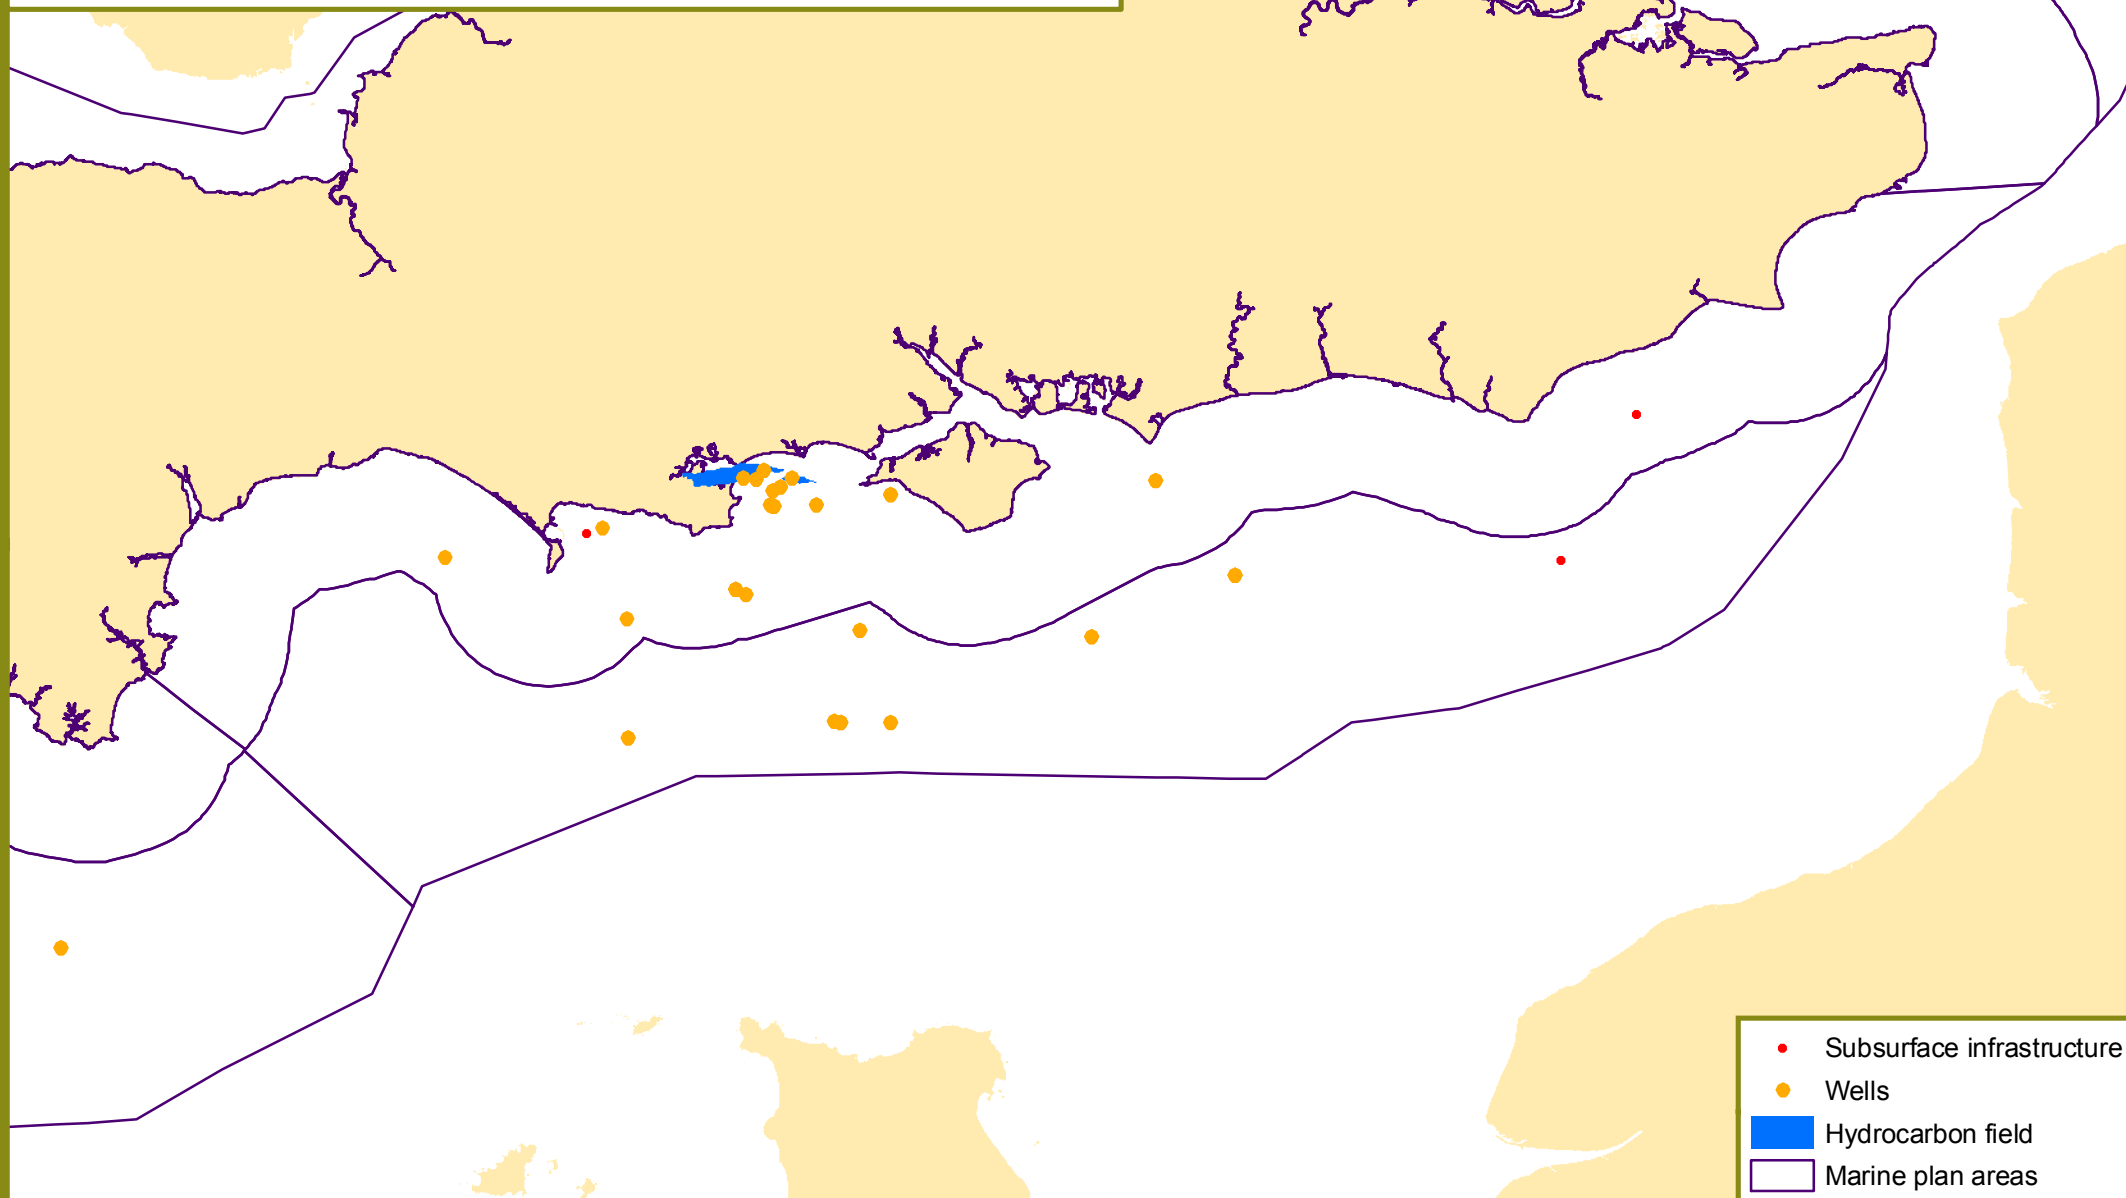 Subsurface infrastructure
Wells
Hydrocarbon field
Marine plan areas